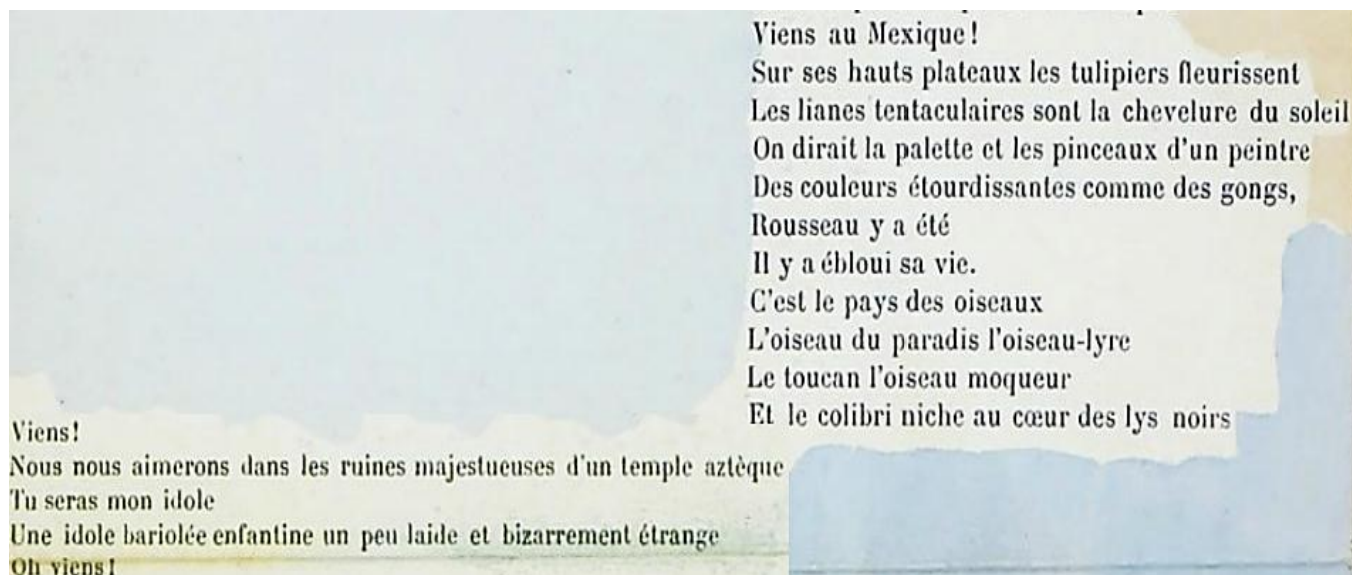 Viens au Mexique!
Sur ses hauts plateaux les tulipiers fleurissent
Les lianes tentaculaires sont la chevelure du soleil
On dirait la palette et les pinceaux d'un peintre
Des couleurs étourdissantes comme des gongs,
Rousseau y a été
Il y a ébloui sa vie.
C'est le pays des oiseaux
L'oiseau du paradis l'oiseau-lyre
Le toucan l'oiseau moqueur
Et le colibri niche au cœur des lys noirs
Viens!
Nous nous aimerons dans les ruines majestueuses d'un temple aztèque
Tu seras mon idole
Une idole bariolée enfantine un peu laide et bizarrement étrange
Oh viens!